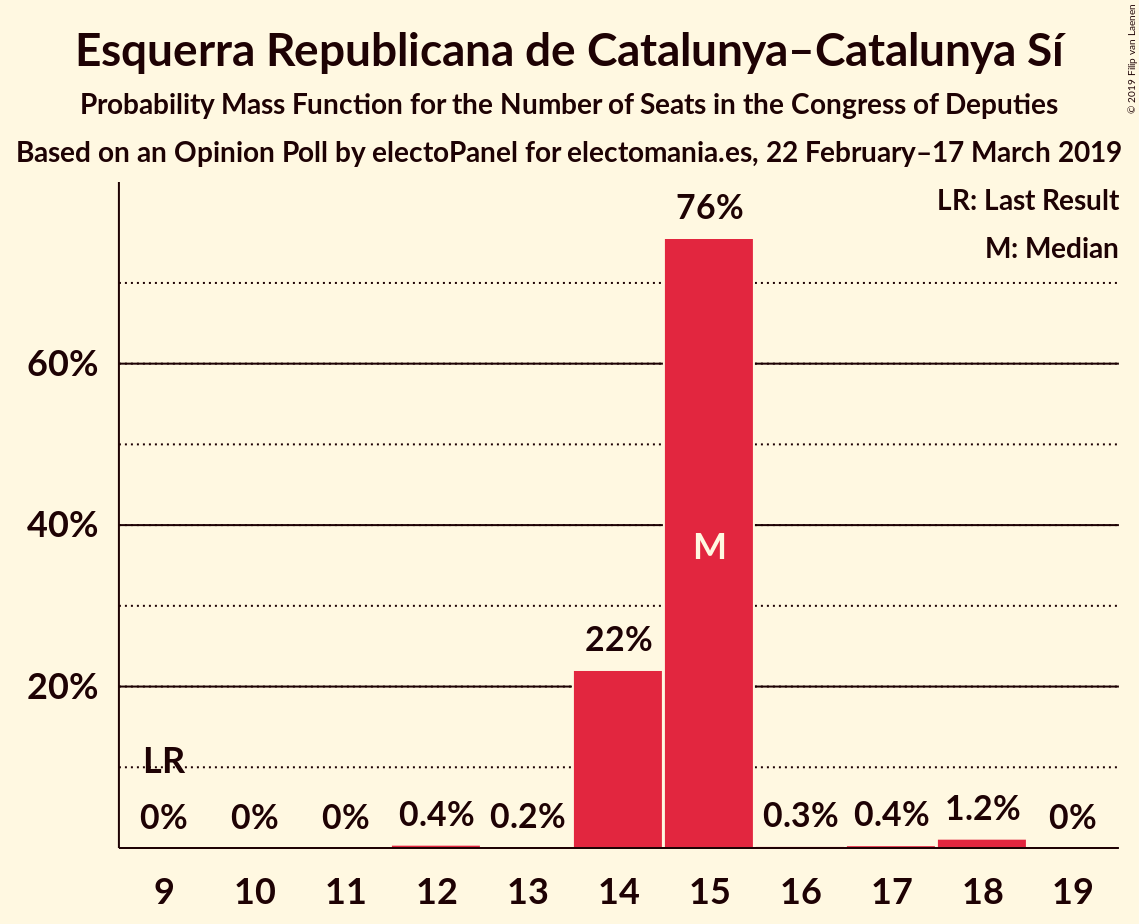 Esquerra Republicana de Catalunya–Catalunya Sí
Probability Mass Function for the Number of Seats in the Congress of Deputies
Based on an Opinion Poll by electoPanel for electomania.es, 22 February–17 March 2019
© 2019 Filip van Laenen
LR: Last Result
M: Median
76%
60%
40%
M
22%
20%
LR
0% 0% 0% 0.4% 0.2% 0.3% 0.4% 1.2% 0%
9 10 11 12 13 14 15 16 17 18 19